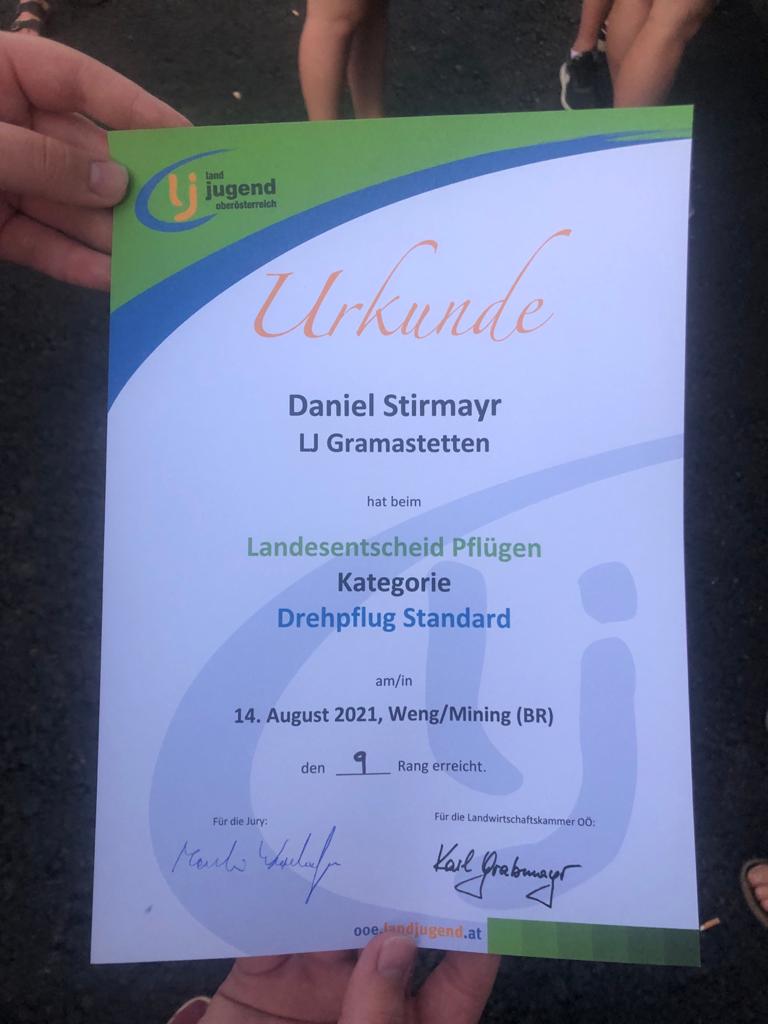 land
jugend
oberösterreich
Urkunde
Daniel Stirmayr
LJ Gramastetten
hat beim
Landesentscheid Pflügen
Kategorie
Drehpflug Standard
am/in
14. August 2021, Weng/Mining (BR)
den 9 Rang erreicht.
Für die Jury:
Für die Landwirtschaftskammer OÖ:
Karl Grabmayr
ooe.landjugend.at